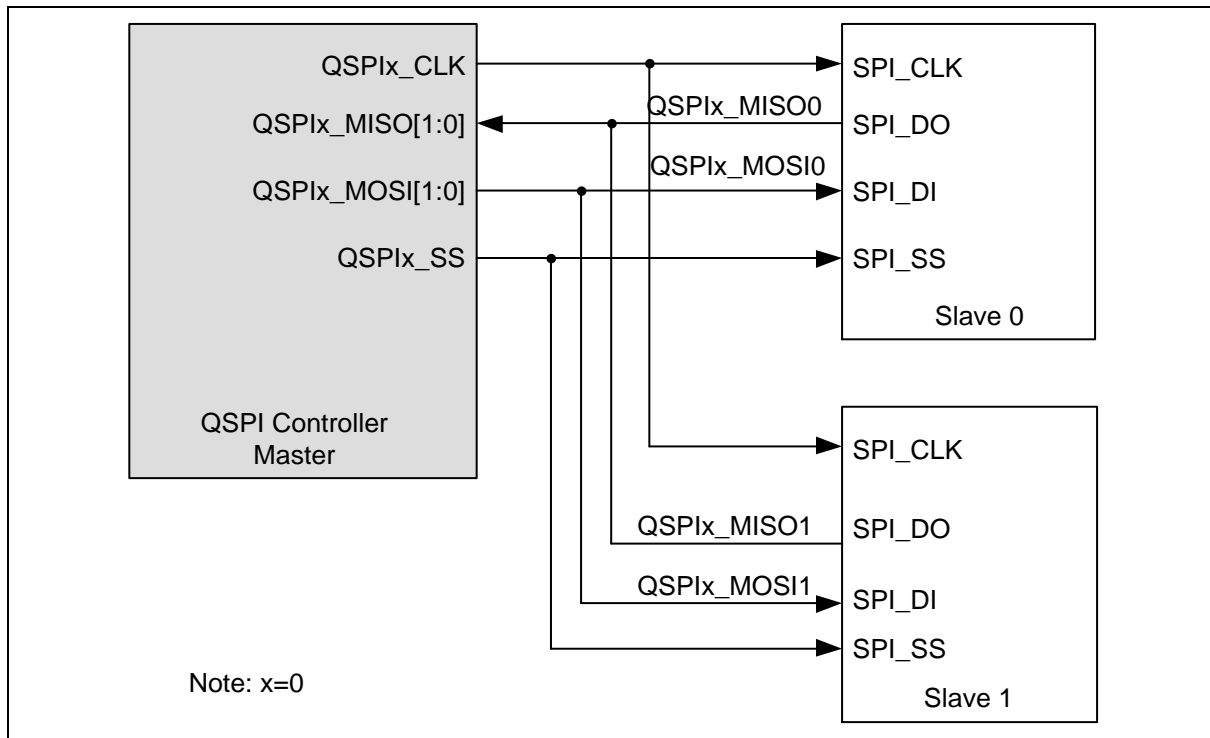 QSPIx_CLK
QSPIx_MISO[1:0]
QSPIx_MOSI[1:0]
QSPIx_SS
QSPI Controller
Master
QSPIx_MISO0
QSPIx_MOSI0
SPI_CLK
SPI_DO
SPI_DI
SPI_SS
Slave 0
QSPIx_MISO1
QSPIx_MOSI1
SPI_CLK
SPI_DO
SPI_DI
SPI_SS
Slave 1
Note: x=0